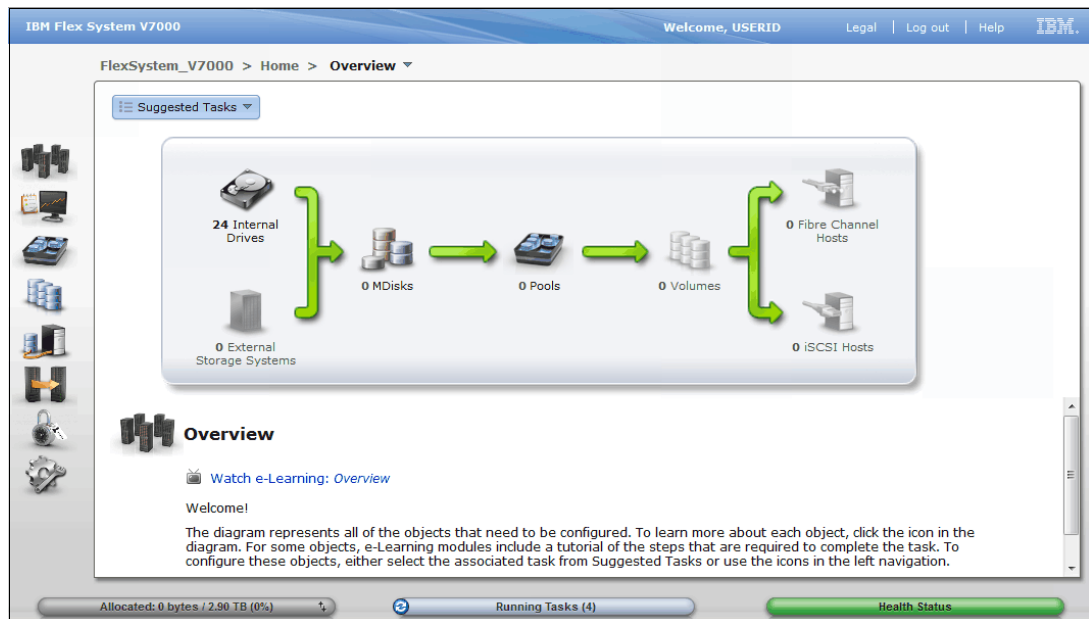 IBM Flex System V7000
Welcome, USERID
Legal | Log out | Help
IBM.
FlexSystem_V7000 > Home > Overview
Suggested Tasks
24 Internal
Drives
0 External
Storage Systems
0 MDisks
0 Pools
0 Volumes
0 Fibre Channel
Hosts
0 iSCSI Hosts
Overview
Watch e-Learning: Overview
Welcome!
The diagram represents all of the objects that need to be configured. To learn more about each object, click the icon in the
diagram. For some objects, e-Learning modules include a tutorial of the steps that are required to complete the task. To
configure these objects, either select the associated task from Suggested Tasks or use the icons in the left navigation.
Allocated: 0 bytes / 2.90 TB (0%)
Running Tasks (4)
Health Status